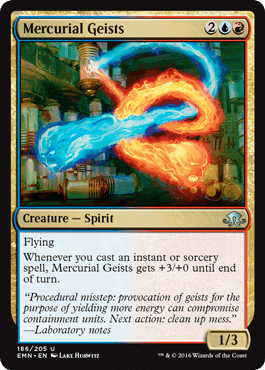 Mercurial Geists 2
Creature — Spirit
Flying
Whenever you cast an instant or sorcery
spell, Mercurial Geists gets +3/+0 until end
of turn.
“Procedural misstep: provocation of geists for the
purpose of yielding more energy can compromise
containment units. Next action: clean up mess.”
—Laboratory notes
1/3
186/205 U
EMN • EN Lake Hurwitz ™ & © 2016 Wizards of the Coast